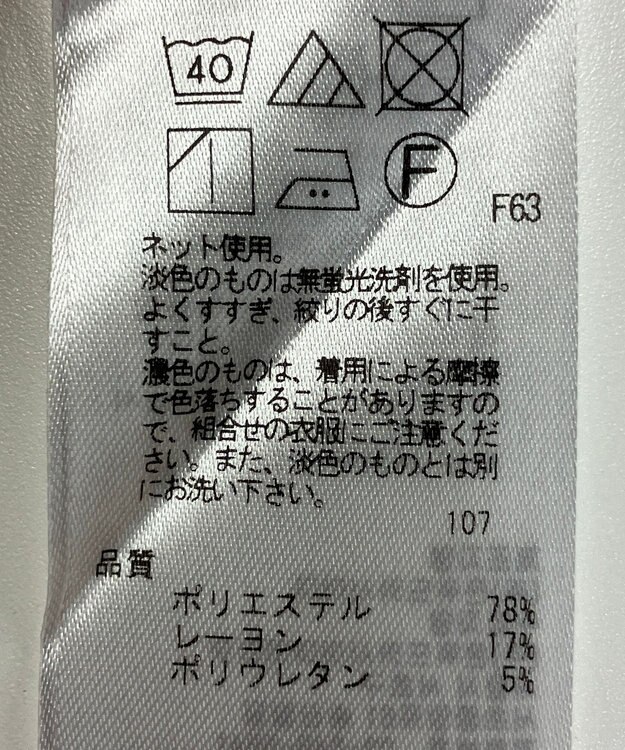 40
F
F63
ネット使用。
淡色のものは無蛍光洗剤を使用。
よくすすぎ、絞りの後すぐに干
すこと。
濃色のものは、着用による摩擦
で色落ちすることがありますの
で、組合せの衣服にご注意くだ
さい。また、淡色のものとは別
にお洗い下さい。
107
品質
ポリエステル 78%
レーヨン 17%
ポリウレタン 5%